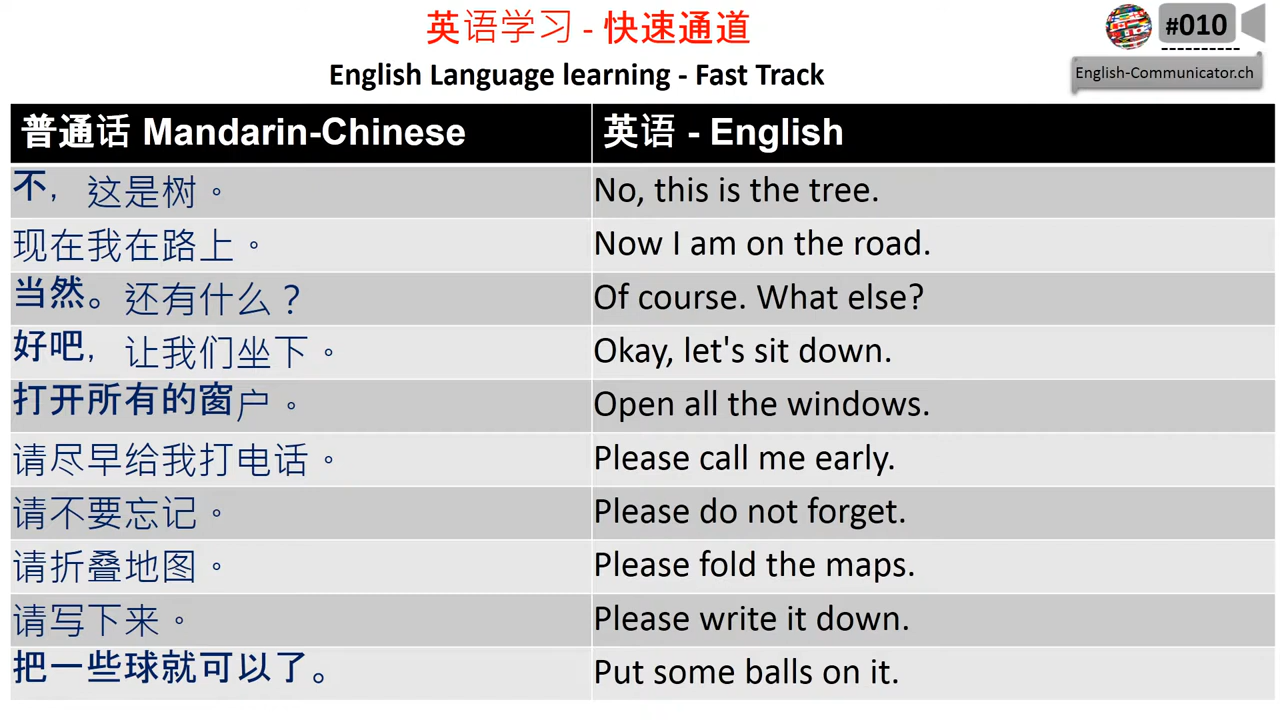 英语学习 - 快速通道
#010
English Language learning - Fast Track
English-Communicator.ch
普通话 Mandarin-Chinese 英语 - English
不，这是树。 No, this is the tree.
现在我在路上。 Now I am on the road.
当然。还有什么？ Of course. What else?
好吧，让我们坐下。 Okay, let's sit down.
打开所有的窗户。 Open all the windows.
请尽早给我打电话。 Please call me early.
请不要忘记。 Please do not forget.
请折叠地图。 Please fold the maps.
请写下来。 Please write it down.
把一些球就可以了。 Put some balls on it.